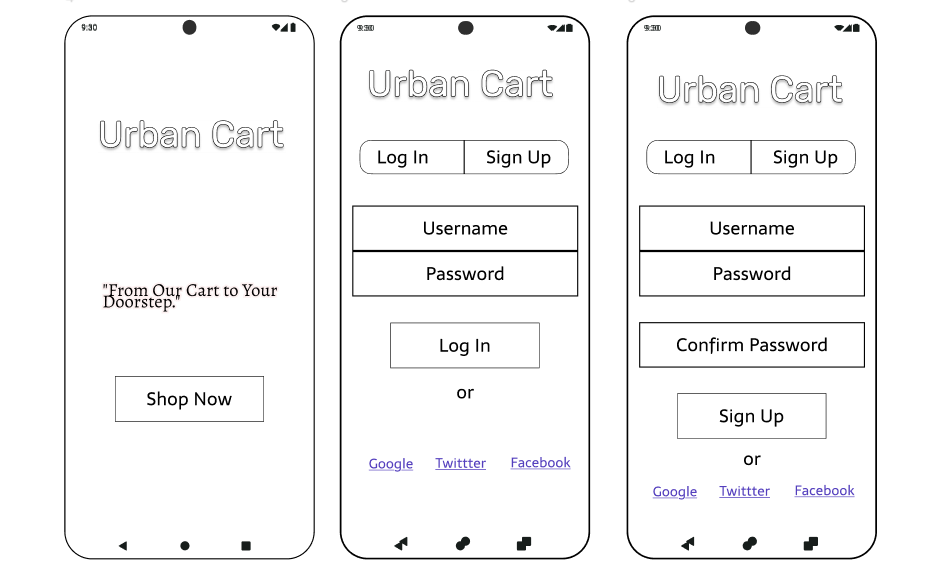 9:30
Urban Cart
"From Our Cart to Your
Doorstep."
Shop Now
9:30
Urban Cart
Log In Sign Up
Username
Password
Log In
or
Google Twittter Facebook
9:30
Urban Cart
Log In Sign Up
Username
Password
Confirm Password
Sign Up
or
Google Twittter Facebook